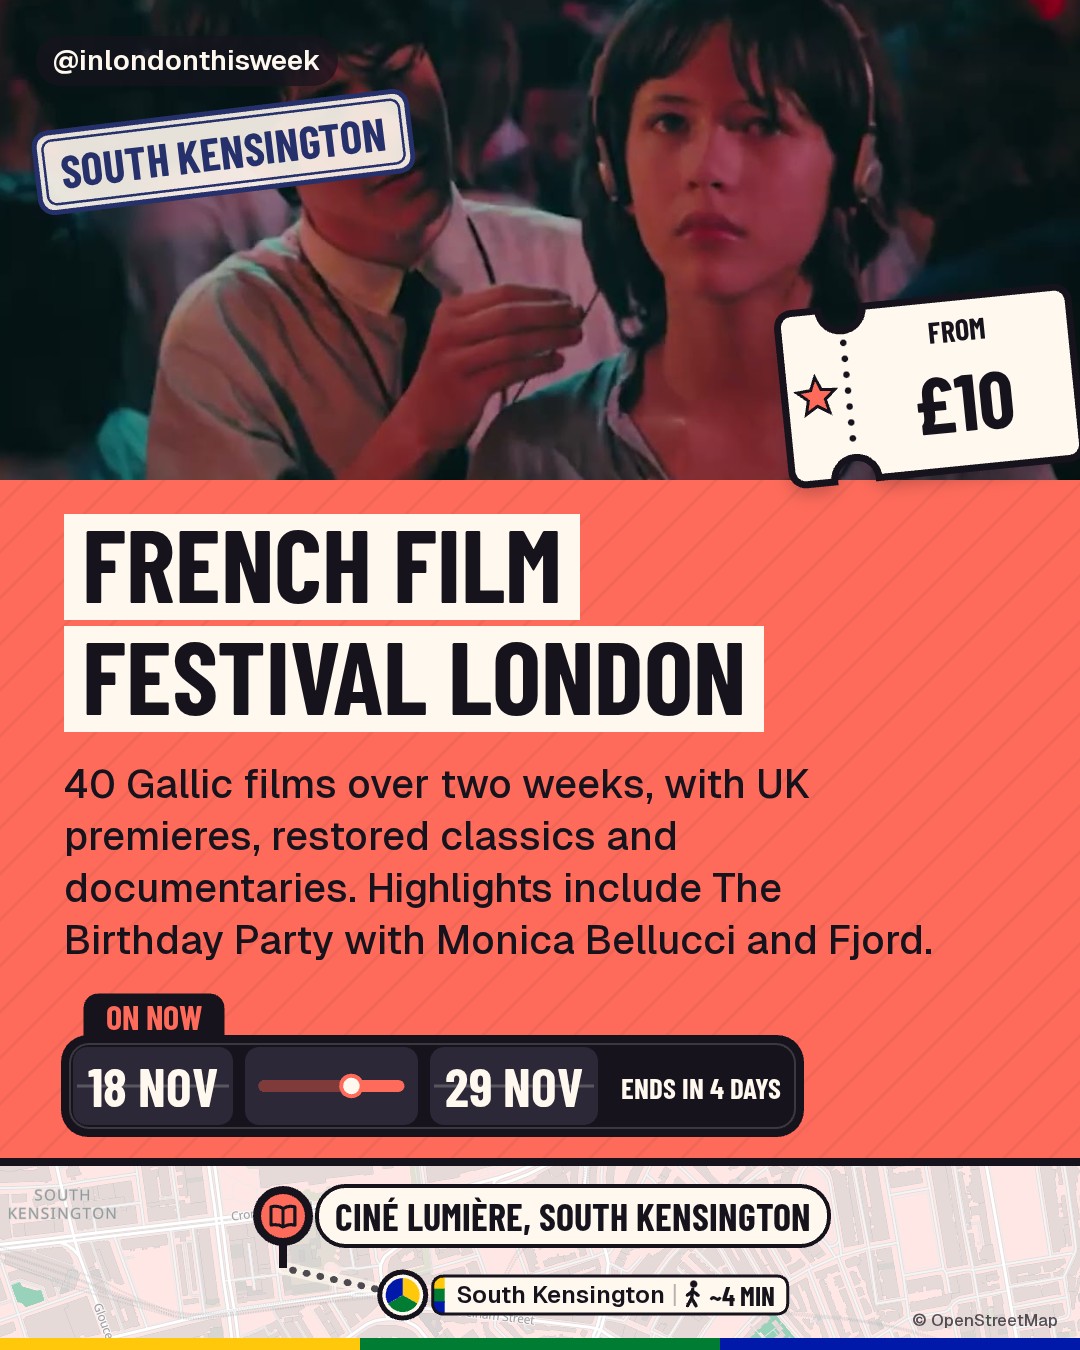 @inlondonthisweek
SOUTH KENSINGTON
FROM
£10
FRENCH FILM
FESTIVAL LONDON
40 Gallic films over two weeks, with UK
premieres, restored classics and
documentaries. Highlights include The
Birthday Party with Monica Bellucci and Fjord.
ON NOW
18 NOV
29 NOV
ENDS IN 4 DAYS
SOUTH
KENSINGTON
CINÉ LUMIÈRE, SOUTH KENSINGTON
South Kensington
~4 MIN
Street
© OpenStreetMap